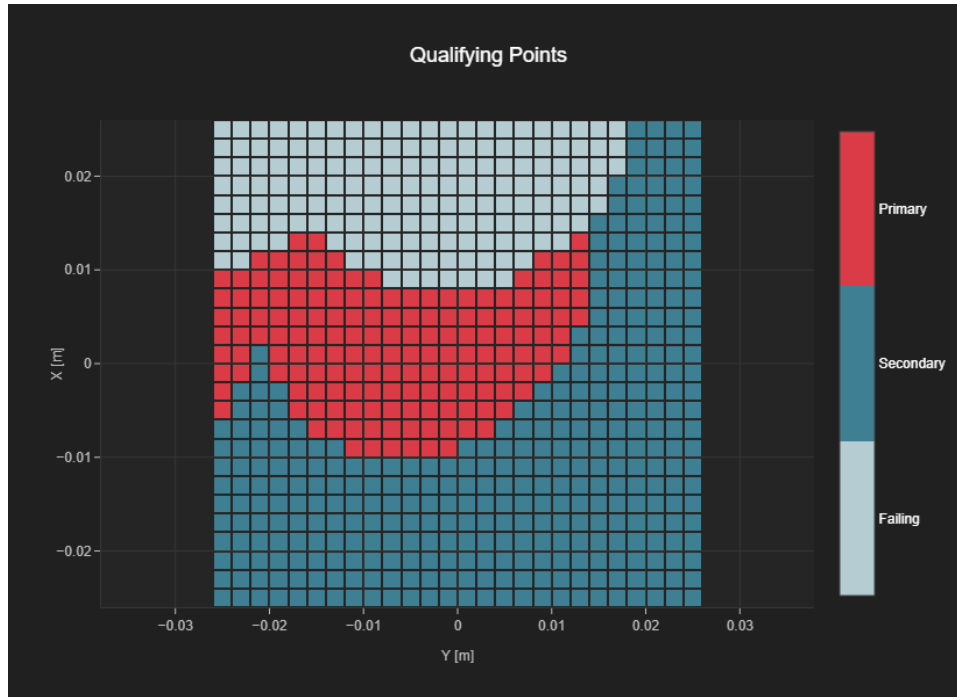 Qualifying Points
0.02
0.01
0
−0.01
−0.02
X [m]
−0.03
−0.02
−0.01
0
0.01
0.02
0.03
Y [m]
Primary
Secondary
Failing